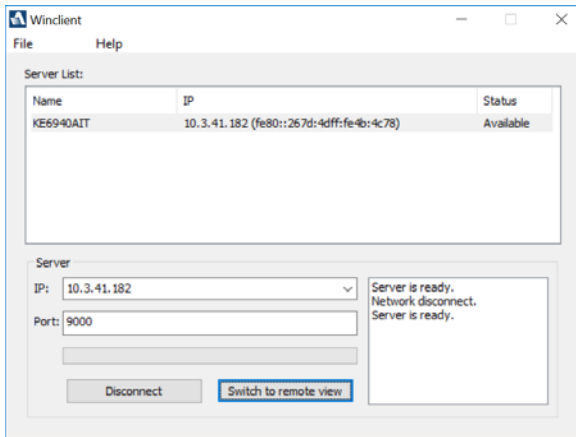 Winclient
File Help
Server List:
Name IP Status
KE6940AIT 10.3.41.182 (fe80::267d:4dff:fe4b:4c78) Available
Server
IP: 10.3.41.182
Port: 9000
Server is ready.
Network disconnect.
Server is ready.
Disconnect Switch to remote view